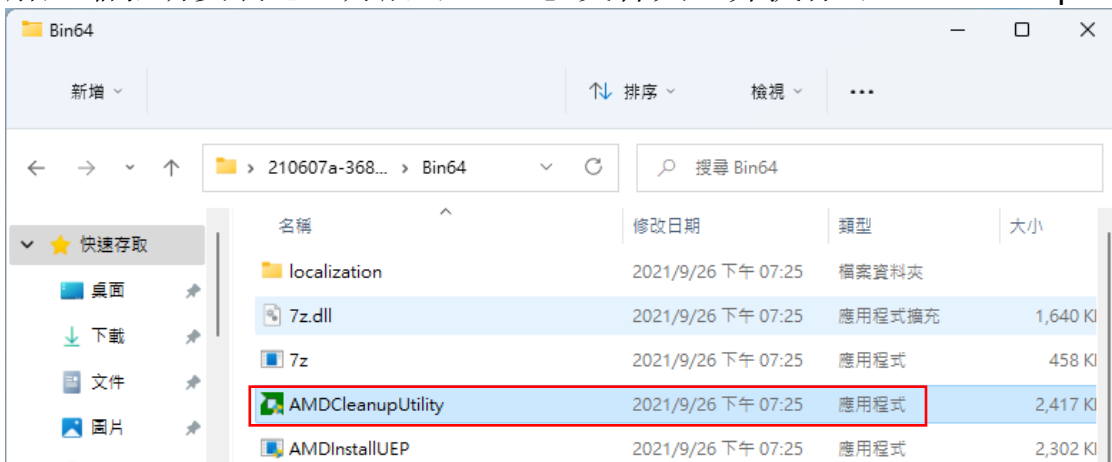 Bin64
新增 排序 檢視
210607a-368... > Bin64 搜尋 Bin64
名稱 修改日期 類型 大小
快速存取
localization 2021/9/26 下午 07:25 檔案資料夾
桌面
7z.dll 2021/9/26 下午 07:25 應用程式擴充 1,640
下載
7z 2021/9/26 下午 07:25 應用程式 458
文件
AMDCleanupUtility 2021/9/26 下午 07:25 應用程式 2,417
圖片
AMDInstallUEP 2021/9/26 下午 07:25 應用程式 2,302